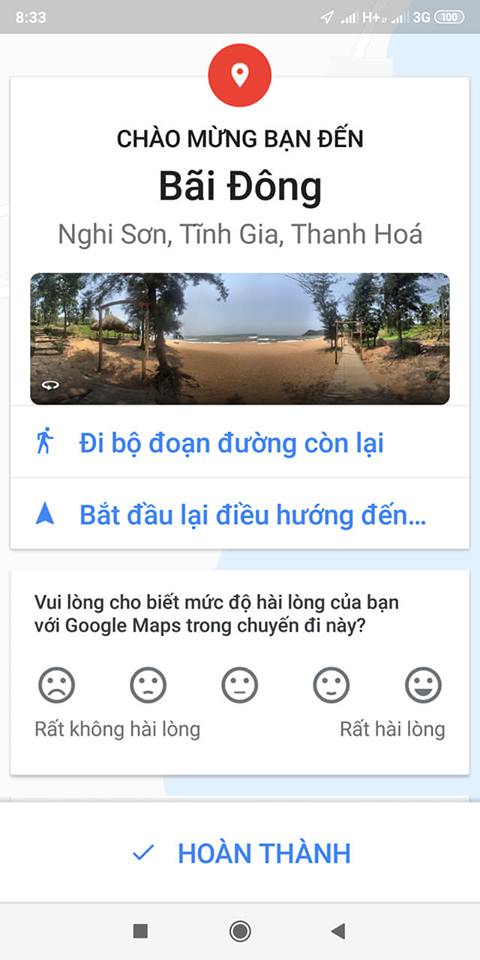 8:33
H+
3G
100
CHÀO MỪNG BẠN ĐẾN
Bãi Đông
Nghi Sơn, Tĩnh Gia, Thanh Hoá
Đi bộ đoạn đường còn lại
Bắt đầu lại điều hướng đến...
Vui lòng cho biết mức độ hài lòng của bạn
với Google Maps trong chuyến đi này?
Rất không hài lòng
Rất hài lòng
HOÀN THÀNH